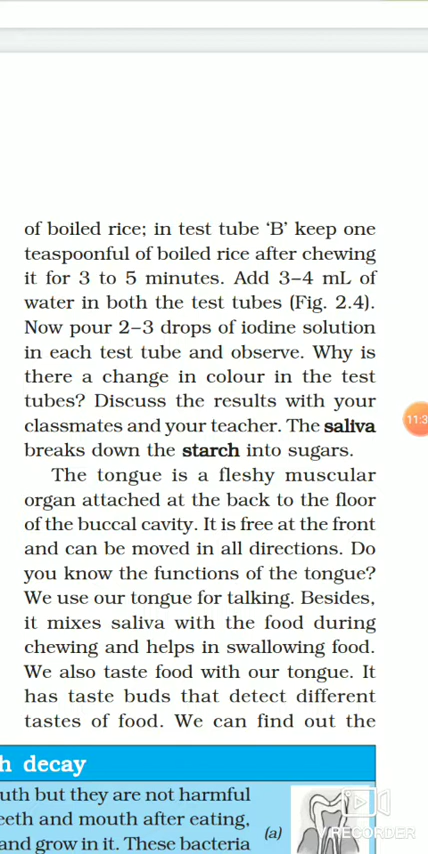 of boiled rice; in test tube ‘B’ keep one
teaspoonful of boiled rice after chewing
it for 3 to 5 minutes. Add 3–4 mL of
water in both the test tubes (Fig. 2.4).
Now pour 2–3 drops of iodine solution
in each test tube and observe. Why is
there a change in colour in the test
tubes? Discuss the results with your
classmates and your teacher. The saliva
breaks down the starch into sugars.
The tongue is a fleshy muscular
organ attached at the back to the floor
of the buccal cavity. It is free at the front
and can be moved in all directions. Do
you know the functions of the tongue?
We use our tongue for talking. Besides,
it mixes saliva with the food during
chewing and helps in swallowing food.
We also taste food with our tongue. It
has taste buds that detect different
tastes of food. We can find out the
11:3
h decay
uth but they are not harmful
eeth and mouth after eating,
and grow in it. These bacteria
(a)
RECORDER